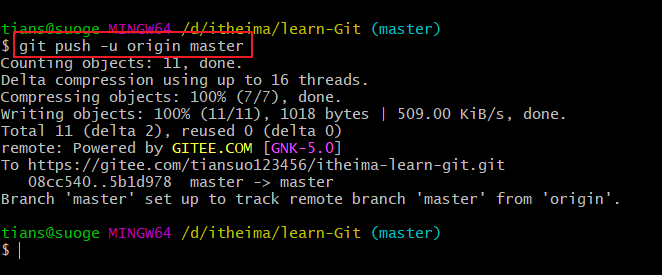 tians@suoge MINGW64 /d/itheima/learn-Git (master)
$ git push -u origin master
Counting objects: 11, done.
Delta compression using up to 16 threads.
Compressing objects: 100% (7/7), done.
Writing objects: 100% (11/11), 1018 bytes | 509.00 KiB/s, done.
Total 11 (delta 2), reused 0 (delta 0)
remote: Powered by GITEE.COM [GNK-5.0]
To https://gitee.com/tiansuo123456/itheima-learn-git.git
   08cc540..5b1d978  master -> master
Branch 'master' set up to track remote branch 'master' from 'origin'.
tians@suoge MINGW64 /d/itheima/learn-Git (master)
$